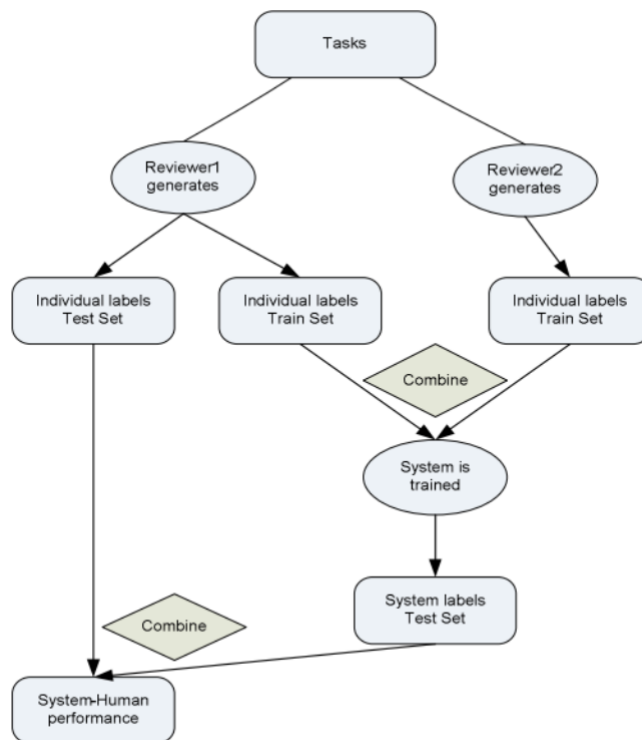 Tasks
Reviewer1
generates
Reviewer2
generates
Individual labels
Test Set
Individual labels
Train Set
Individual labels
Train Set
Combine
System is
trained
System labels
Test Set
Combine
System-Human
performance